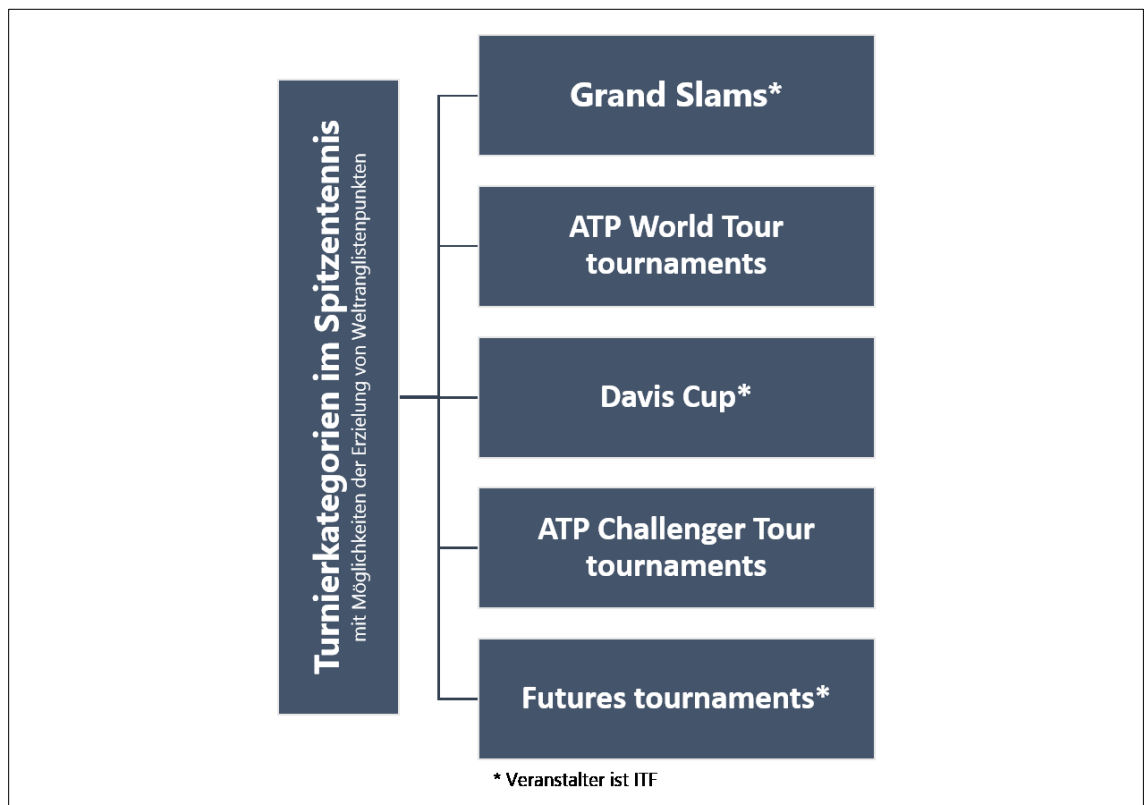 Turnierkategorien im Spitzentennis
mit Möglichkeiten der Erzielung von Weltranglistenpunkten
Grand Slams*
ATP World Tour
tournaments
Davis Cup*
ATP Challenger Tour
tournaments
Futures tournaments*
* Veranstalter ist ITF